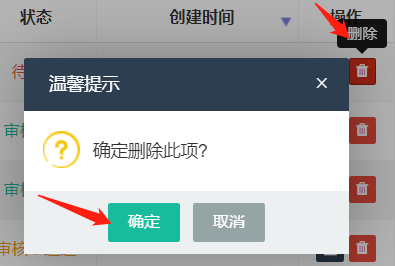 状态 创建时间 操作
删除
温馨提示 ×
待
确定删除此项?
审核
审核
确定 取消
审核